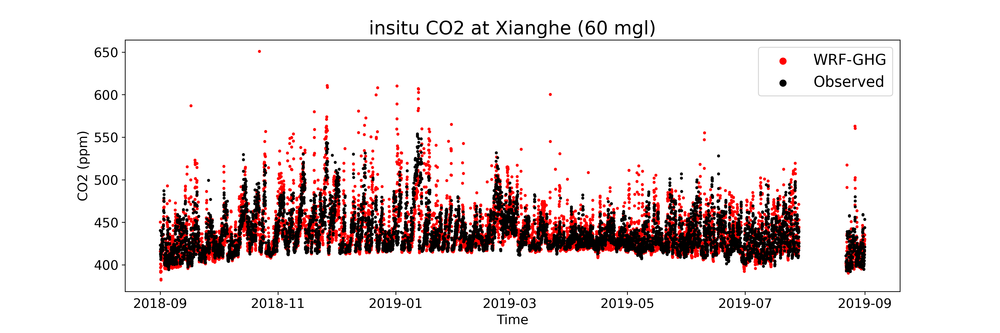 insitu CO2 at Xianghe (60 mgl)
650
600
550
500
450
400
CO2 (ppm)
WRF-GHG
Observed
2018-09 2018-11 2019-01 2019-03 2019-05 2019-07 2019-09
Time